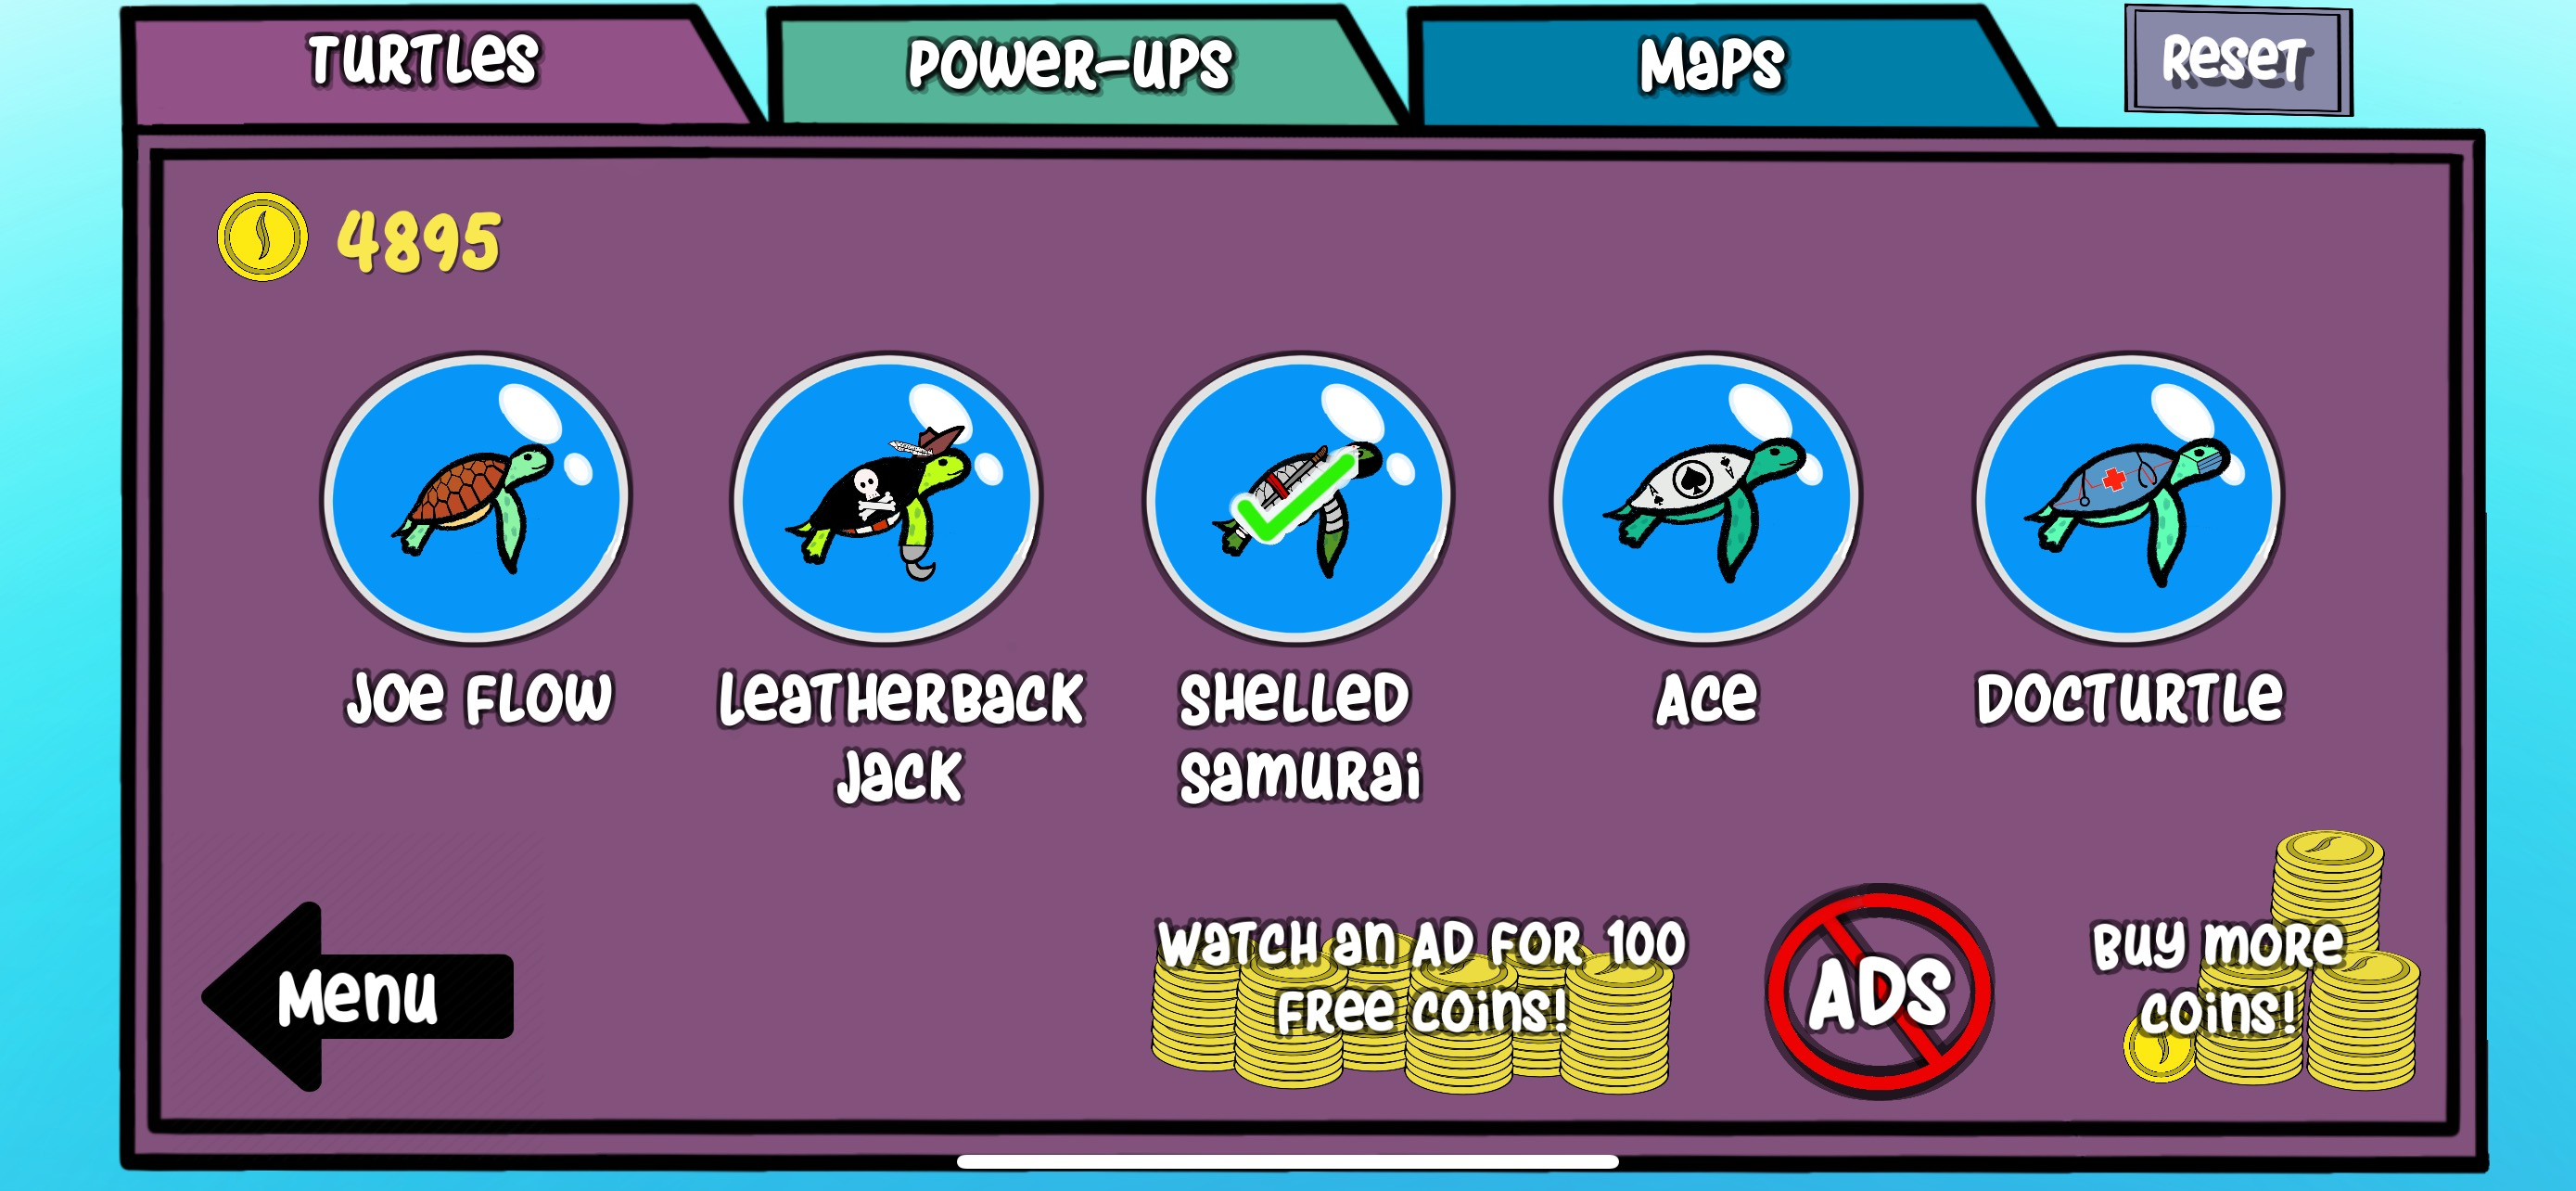 TURTLES
POWER-UPS
MAPS
RESET
4895
JOE FLOW
LEATHERBACK
JACK
SHELLED
SAMURAI
ACE
DOCTURTLE
WATCH AN AD FOR 100
FREE COINS!
ADS
BUY MORE
COINS!
Menu